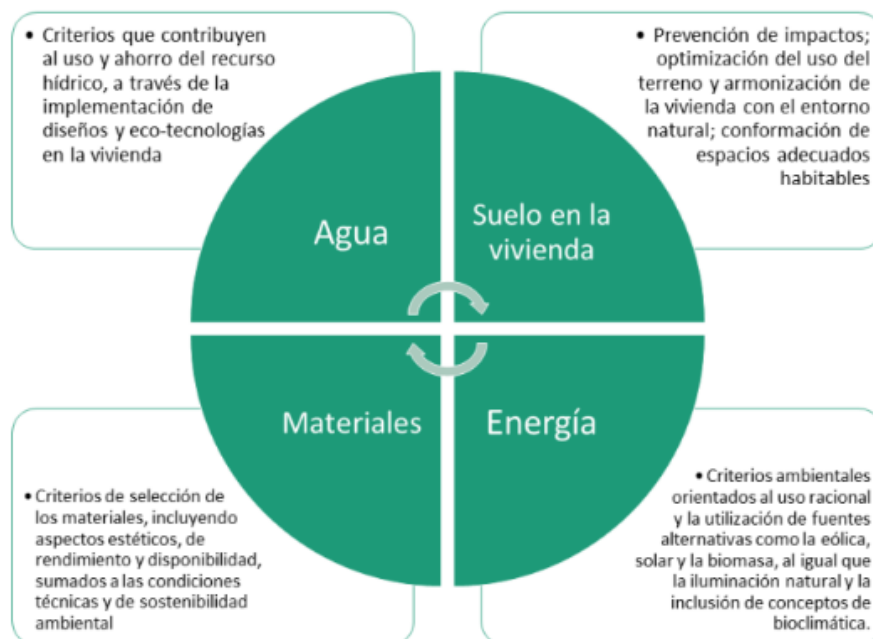 • Criterios que contribuyen
al uso y ahorro del recurso
hídrico, a través de la
implementación de
diseños y eco-tecnologías
en la vivienda
• Prevención de impactos;
optimización del uso del
terreno y armonización de
la vivienda con el entorno
natural; conformación de
espacios adecuados
habitables
Agua
Suelo en la
vivienda
Materiales
Energía
• Criterios de selección de
los materiales, incluyendo
aspectos estéticos, de
rendimiento y disponibilidad,
sumados a las condiciones
técnicas y de sostenibilidad
ambiental
• Criterios ambientales
orientados al uso racional
y la utilización de fuentes
alternativas como la eólica,
solar y la biomasa, al igual que
la iluminación natural y la
inclusión de conceptos de
bioclimática.